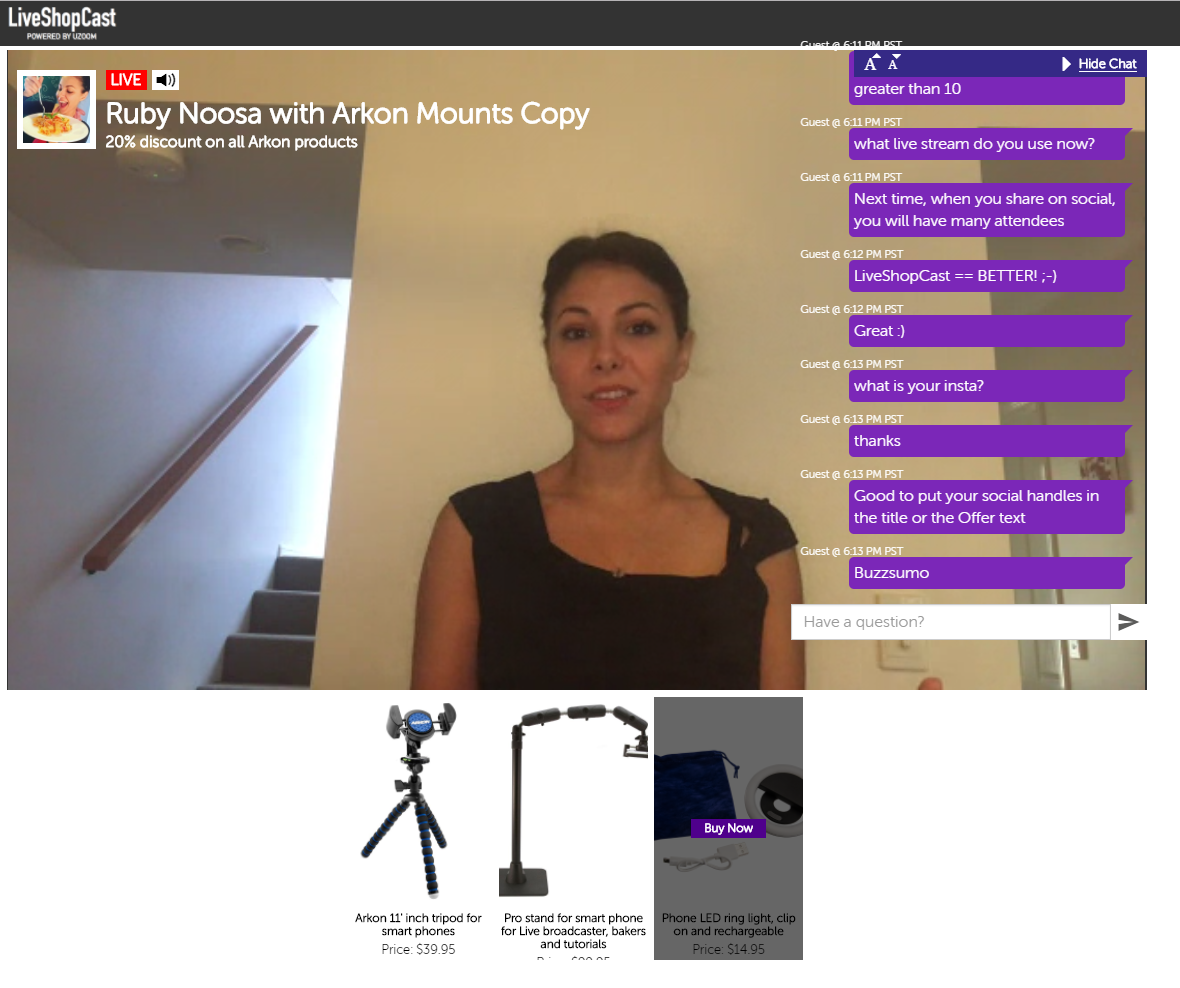 LiveShopCast
POWERED BY UZOOM
LIVE
Ruby Noosa with Arkon Mounts Copy
20% discount on all Arkon products
Guest @ 6:11 PM PST
A A Hide Chat
greater than 10
Guest @ 6:11 PM PST
what live stream do you use now?
Guest @ 6:11 PM PST
Next time, when you share on social,
you will have many attendees
Guest @ 6:12 PM PST
LiveShopCast == BETTER! ;-)
Guest @ 6:12 PM PST
Great :)
Guest @ 6:13 PM PST
what is your insta?
Guest @ 6:13 PM PST
thanks
Guest @ 6:13 PM PST
Good to put your social handles in
the title or the Offer text
Guest @ 6:13 PM PST
Buzzsumo
Have a question?
ARKON
Arkon 11' inch tripod for
smart phones
Price: $39.95
Pro stand for smart phone
for Live broadcaster, bakers
and tutorials
Buy Now
Phone LED ring light, clip
on and rechargeable
Price: $14.95